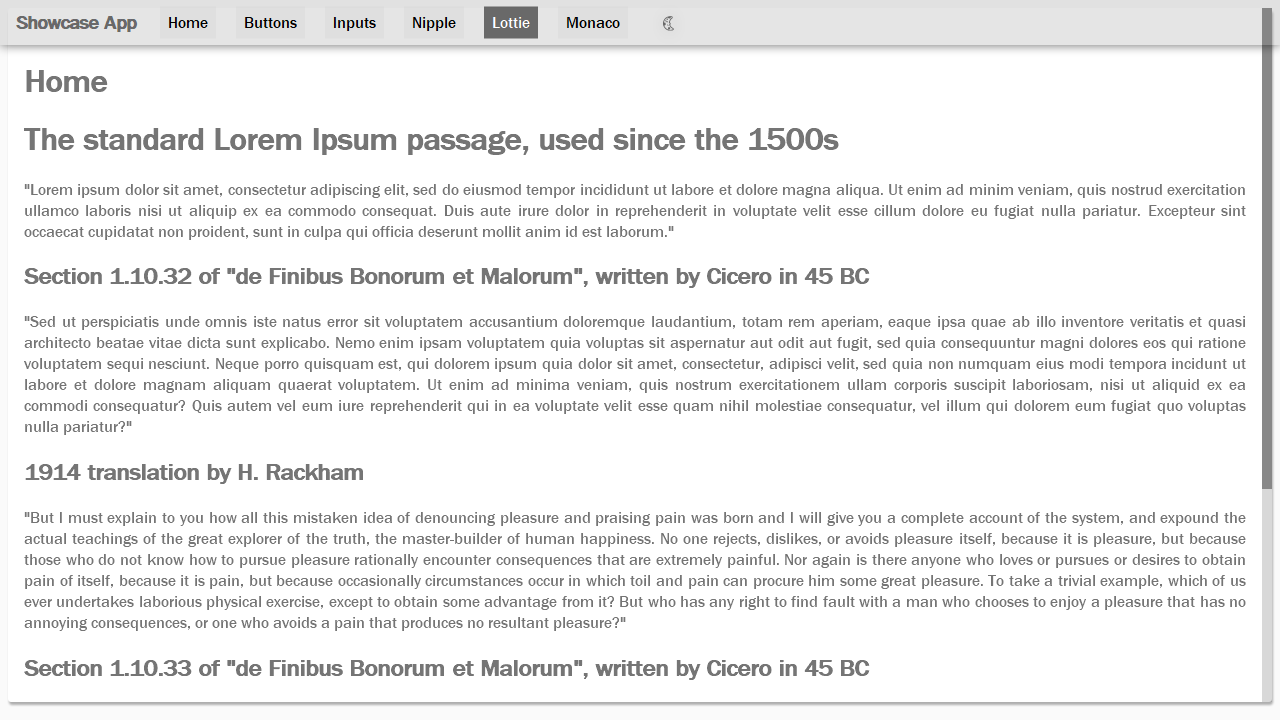 Showcase App Home Buttons Inputs Nipple Lottie Monaco
Home
The standard Lorem Ipsum passage, used since the 1500s
"Lorem ipsum dolor sit amet, consectetur adipiscing elit, sed do eiusmod tempor incididunt ut labore et dolore magna aliqua. Ut enim ad minim veniam, quis nostrud exercitation
ullamco laboris nisi ut aliquip ex ea commodo consequat. Duis aute irure dolor in reprehenderit in voluptate velit esse cillum dolore eu fugiat nulla pariatur. Excepteur sint
occaecat cupidatat non proident, sunt in culpa qui officia deserunt mollit anim id est laborum."
Section 1.10.32 of "de Finibus Bonorum et Malorum", written by Cicero in 45 BC
"Sed ut perspiciatis unde omnis iste natus error sit voluptatem accusantium doloremque laudantium, totam rem aperiam, eaque ipsa quae ab illo inventore veritatis et quasi
architecto beatae vitae dicta sunt explicabo. Nemo enim ipsam voluptatem quia voluptas sit aspernatur aut odit aut fugit, sed quia consequuntur magni dolores eos qui ratione
voluptatem sequi nesciunt. Neque porro quisquam est, qui dolorem ipsum quia dolor sit amet, consectetur, adipisci velit, sed quia non numquam eius modi tempora incidunt ut
labore et dolore magnam aliquam quaerat voluptatem. Ut enim ad minima veniam, quis nostrum exercitationem ullam corporis suscipit laboriosam, nisi ut aliquid ex ea
commodi consequatur? Quis autem vel eum iure reprehenderit qui in ea voluptate velit esse quam nihil molestiae consequatur, vel illum qui dolorem eum fugiat quo voluptas
nulla pariatur?"
1914 translation by H. Rackham
"But I must explain to you how all this mistaken idea of denouncing pleasure and praising pain was born and I will give you a complete account of the system, and expound the
actual teachings of the great explorer of the truth, the master-builder of human happiness. No one rejects, dislikes, or avoids pleasure itself, because it is pleasure, but because
those who do not know how to pursue pleasure rationally encounter consequences that are extremely painful. Nor again is there anyone who loves or pursues or desires to obtain
pain of itself, because it is pain, but because occasionally circumstances occur in which toil and pain can procure him some great pleasure. To take a trivial example, which of us
ever undertakes laborious physical exercise, except to obtain some advantage from it? But who has any right to find fault with a man who chooses to enjoy a pleasure that has no
annoying consequences, or one who avoids a pain that produces no resultant pleasure?"
Section 1.10.33 of "de Finibus Bonorum et Malorum", written by Cicero in 45 BC